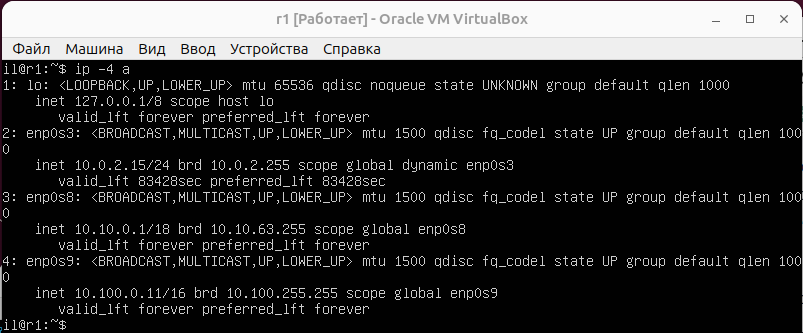 r1 [Работает] - Oracle VM VirtualBox
Файл Машина Вид Ввод Устройства Справка
il@r1:~$ ip -4 a
1: lo: <LOOPBACK,UP,LOWER_UP> mtu 65536 qdisc noqueue state UNKNOWN group default qlen 1000
    inet 127.0.0.1/8 scope host lo
       valid_lft forever preferred_lft forever
2: enp0s3: <BROADCAST,MULTICAST,UP,LOWER_UP> mtu 1500 qdisc fq_codel state UP group default qlen 100
0
    inet 10.0.2.15/24 brd 10.0.2.255 scope global dynamic enp0s3
       valid_lft 83428sec preferred_lft 83428sec
3: enp0s8: <BROADCAST,MULTICAST,UP,LOWER_UP> mtu 1500 qdisc fq_codel state UP group default qlen 100
0
    inet 10.10.0.1/18 brd 10.10.63.255 scope global enp0s8
       valid_lft forever preferred_lft forever
4: enp0s9: <BROADCAST,MULTICAST,UP,LOWER_UP> mtu 1500 qdisc fq_codel state UP group default qlen 100
0
    inet 10.100.0.11/16 brd 10.100.255.255 scope global enp0s9
       valid_lft forever preferred_lft forever
il@r1:~$